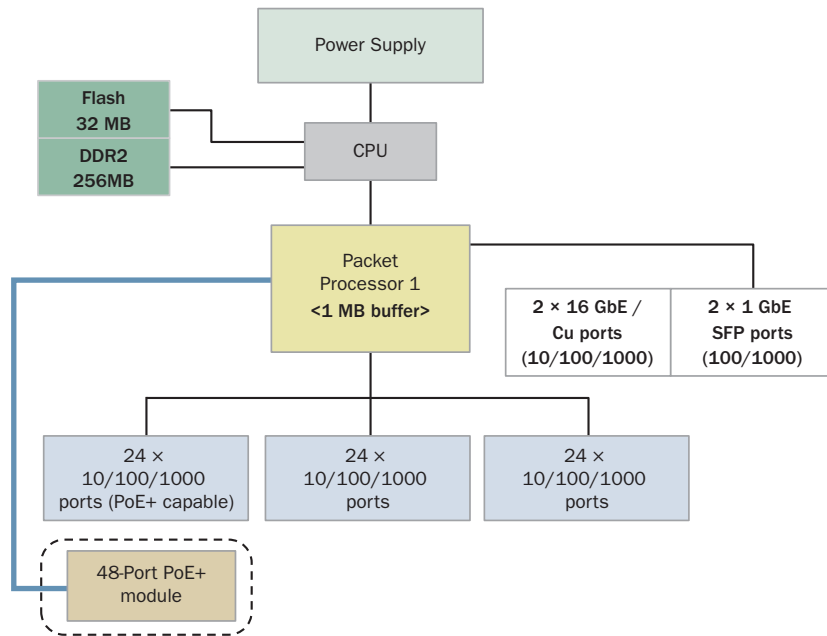 Power Supply
Flash
32 MB
DDR2
256MB
CPU
Packet
Processor 1
<1 MB buffer>
2 × 16 GbE /
Cu ports
(10/100/1000)
2 × 1 GbE
SFP ports
(100/1000)
24 ×
10/100/1000
ports (PoE+ capable)
24 ×
10/100/1000
ports
24 ×
10/100/1000
ports
48-Port PoE+
module